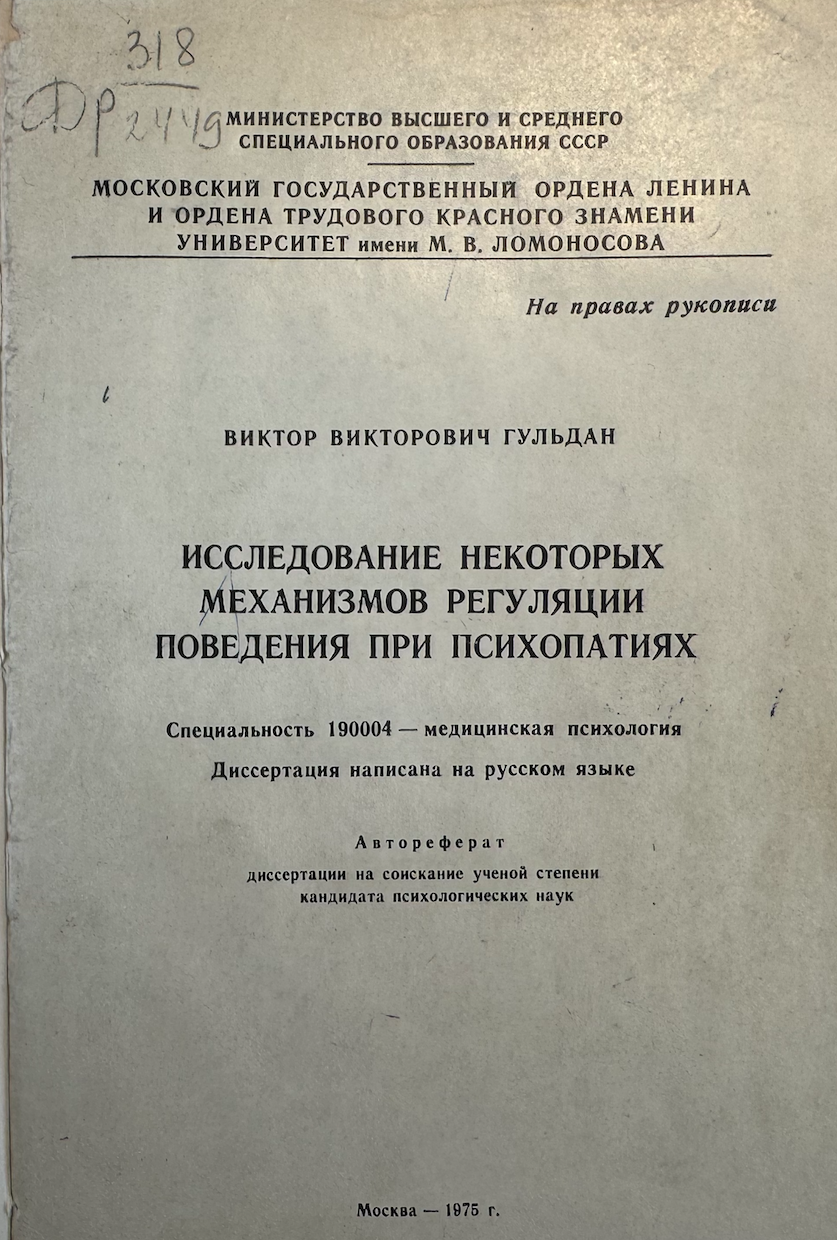 318
ДР 2449
МИНИСТЕРСТВО ВЫСШЕГО И СРЕДНЕГО
СПЕЦИАЛЬНОГО ОБРАЗОВАНИЯ СССР
МОСКОВСКИЙ ГОСУДАРСТВЕННЫЙ ОРДЕНА ЛЕНИНА
И ОРДЕНА ТРУДОВОГО КРАСНОГО ЗНАМЕНИ
УНИВЕРСИТЕТ имени М. В. ЛОМОНОСОВА
На правах рукописи
ВИКТОР ВИКТОРОВИЧ ГУЛЬДАН
ИССЛЕДОВАНИЕ НЕКОТОРЫХ
МЕХАНИЗМОВ РЕГУЛЯЦИИ
ПОВЕДЕНИЯ ПРИ ПСИХОПАТИЯХ
Специальность 190004 — медицинская психология
Диссертация написана на русском языке
Автореферат
диссертации на соискание ученой степени
кандидата психологических наук
Москва — 1975 г.